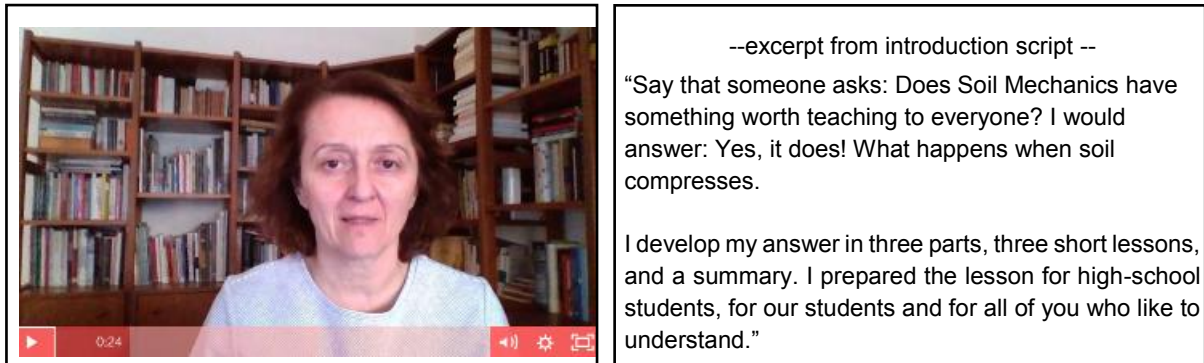 0:24
--excerpt from introduction script --
“Say that someone asks: Does Soil Mechanics have
something worth teaching to everyone? I would
answer: Yes, it does! What happens when soil
compresses.
I develop my answer in three parts, three short lessons,
and a summary. I prepared the lesson for high-school
students, for our students and for all of you who like to
understand.”